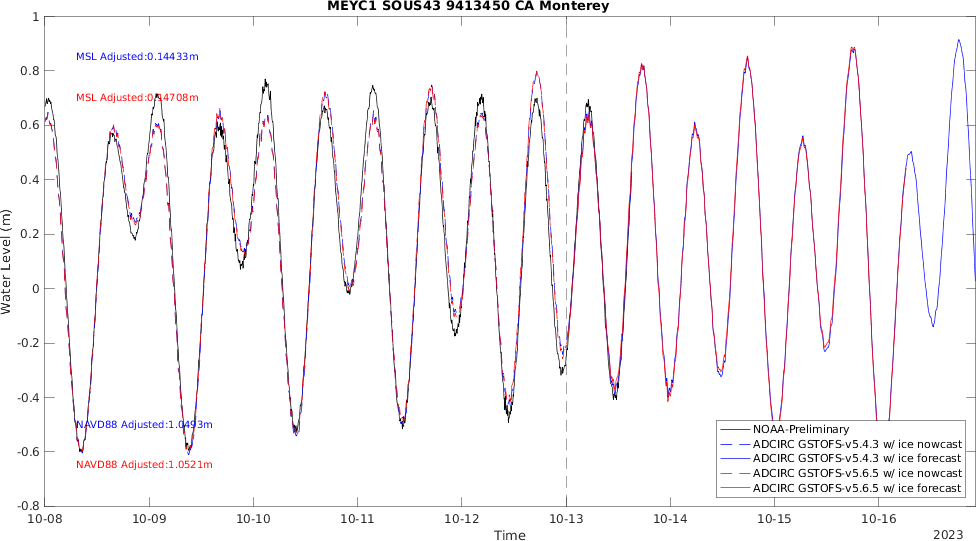 MEYC1 SOUS43 9413450 CA Monterey
1
0.8
0.6
0.4
0.2
0
-0.2
-0.4
-0.6
-0.8
Water Level (m)
MSL Adjusted:0.14433m
MSL Adjusted:0.14708m
NAVD88 Adjusted:1.0493m
NAVD88 Adjusted:1.0521m
NOAA-Preliminary
ADCIRC GSTOFS-v5.4.3 w/ ice nowcast
ADCIRC GSTOFS-v5.4.3 w/ ice forecast
ADCIRC GSTOFS-v5.6.5 w/ ice nowcast
ADCIRC GSTOFS-v5.6.5 w/ ice forecast
10-08 10-09 10-10 10-11 10-12 10-13 10-14 10-15 10-16
Time
2023